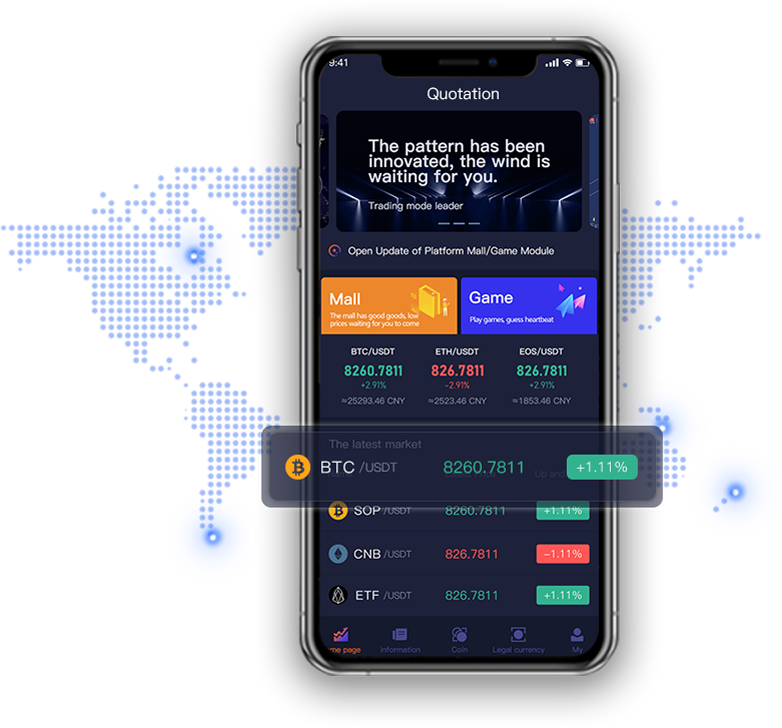 9:41
Quotation
The pattern has been
innovated, the wind is
waiting for you.
Trading mode leader
Open Update of Platform Mall/Game Module
Mall
The mall has good goods, low
prices waiting for you to come
Game
Play games, guess heartbeat
BTC/USDT ETH/USDT EOS/USDT
8260.7811 826.7811 826.7811
+2.91% -2.91% +2.91%
≈25293.46 CNY ≈2523.46 CNY ≈1853.46 CNY
The latest market
BTC /USDT 8260.7811 +1.11%
Up and
SOP /USDT 8260.7811 +1.11%
CNB /USDT 826.7811 −1.11%
ETF /USDT 826.7811 +1.11%
me page Information Coin Legal currency My